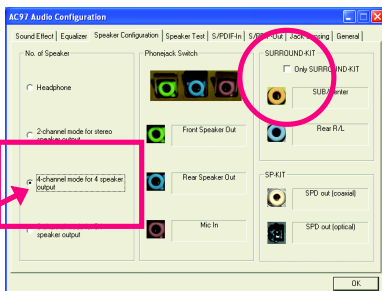 AC97 Audio Configuration
Sound Effect
Equalizer
Speaker Configuration
Speaker Test
S/PDIF-In
Jack Sensing
General
No. of Speaker
Headphone
2-channel mode for stereo
speaker output
4-channel mode for 4 speaker
output
speaker output
Phonejack Switch
Front Speaker Out
Rear Speaker Out
Mic In
SURROUND-KIT
Only SURROUND-KIT
Rear R/L
SP-KIT
SPD out (coaxial)
SPD out (optical)
OK